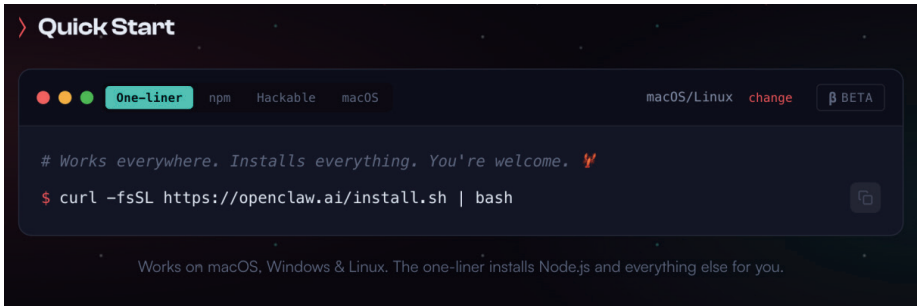 Quick Start
One-liner npm Hackable macOS macOS/Linux change β BETA
# Works everywhere. Installs everything. You're welcome. 🦞
$ curl -fsSL https://openclaw.ai/install.sh | bash
Works on macOS, Windows & Linux. The one-liner installs Node.js and everything else for you.